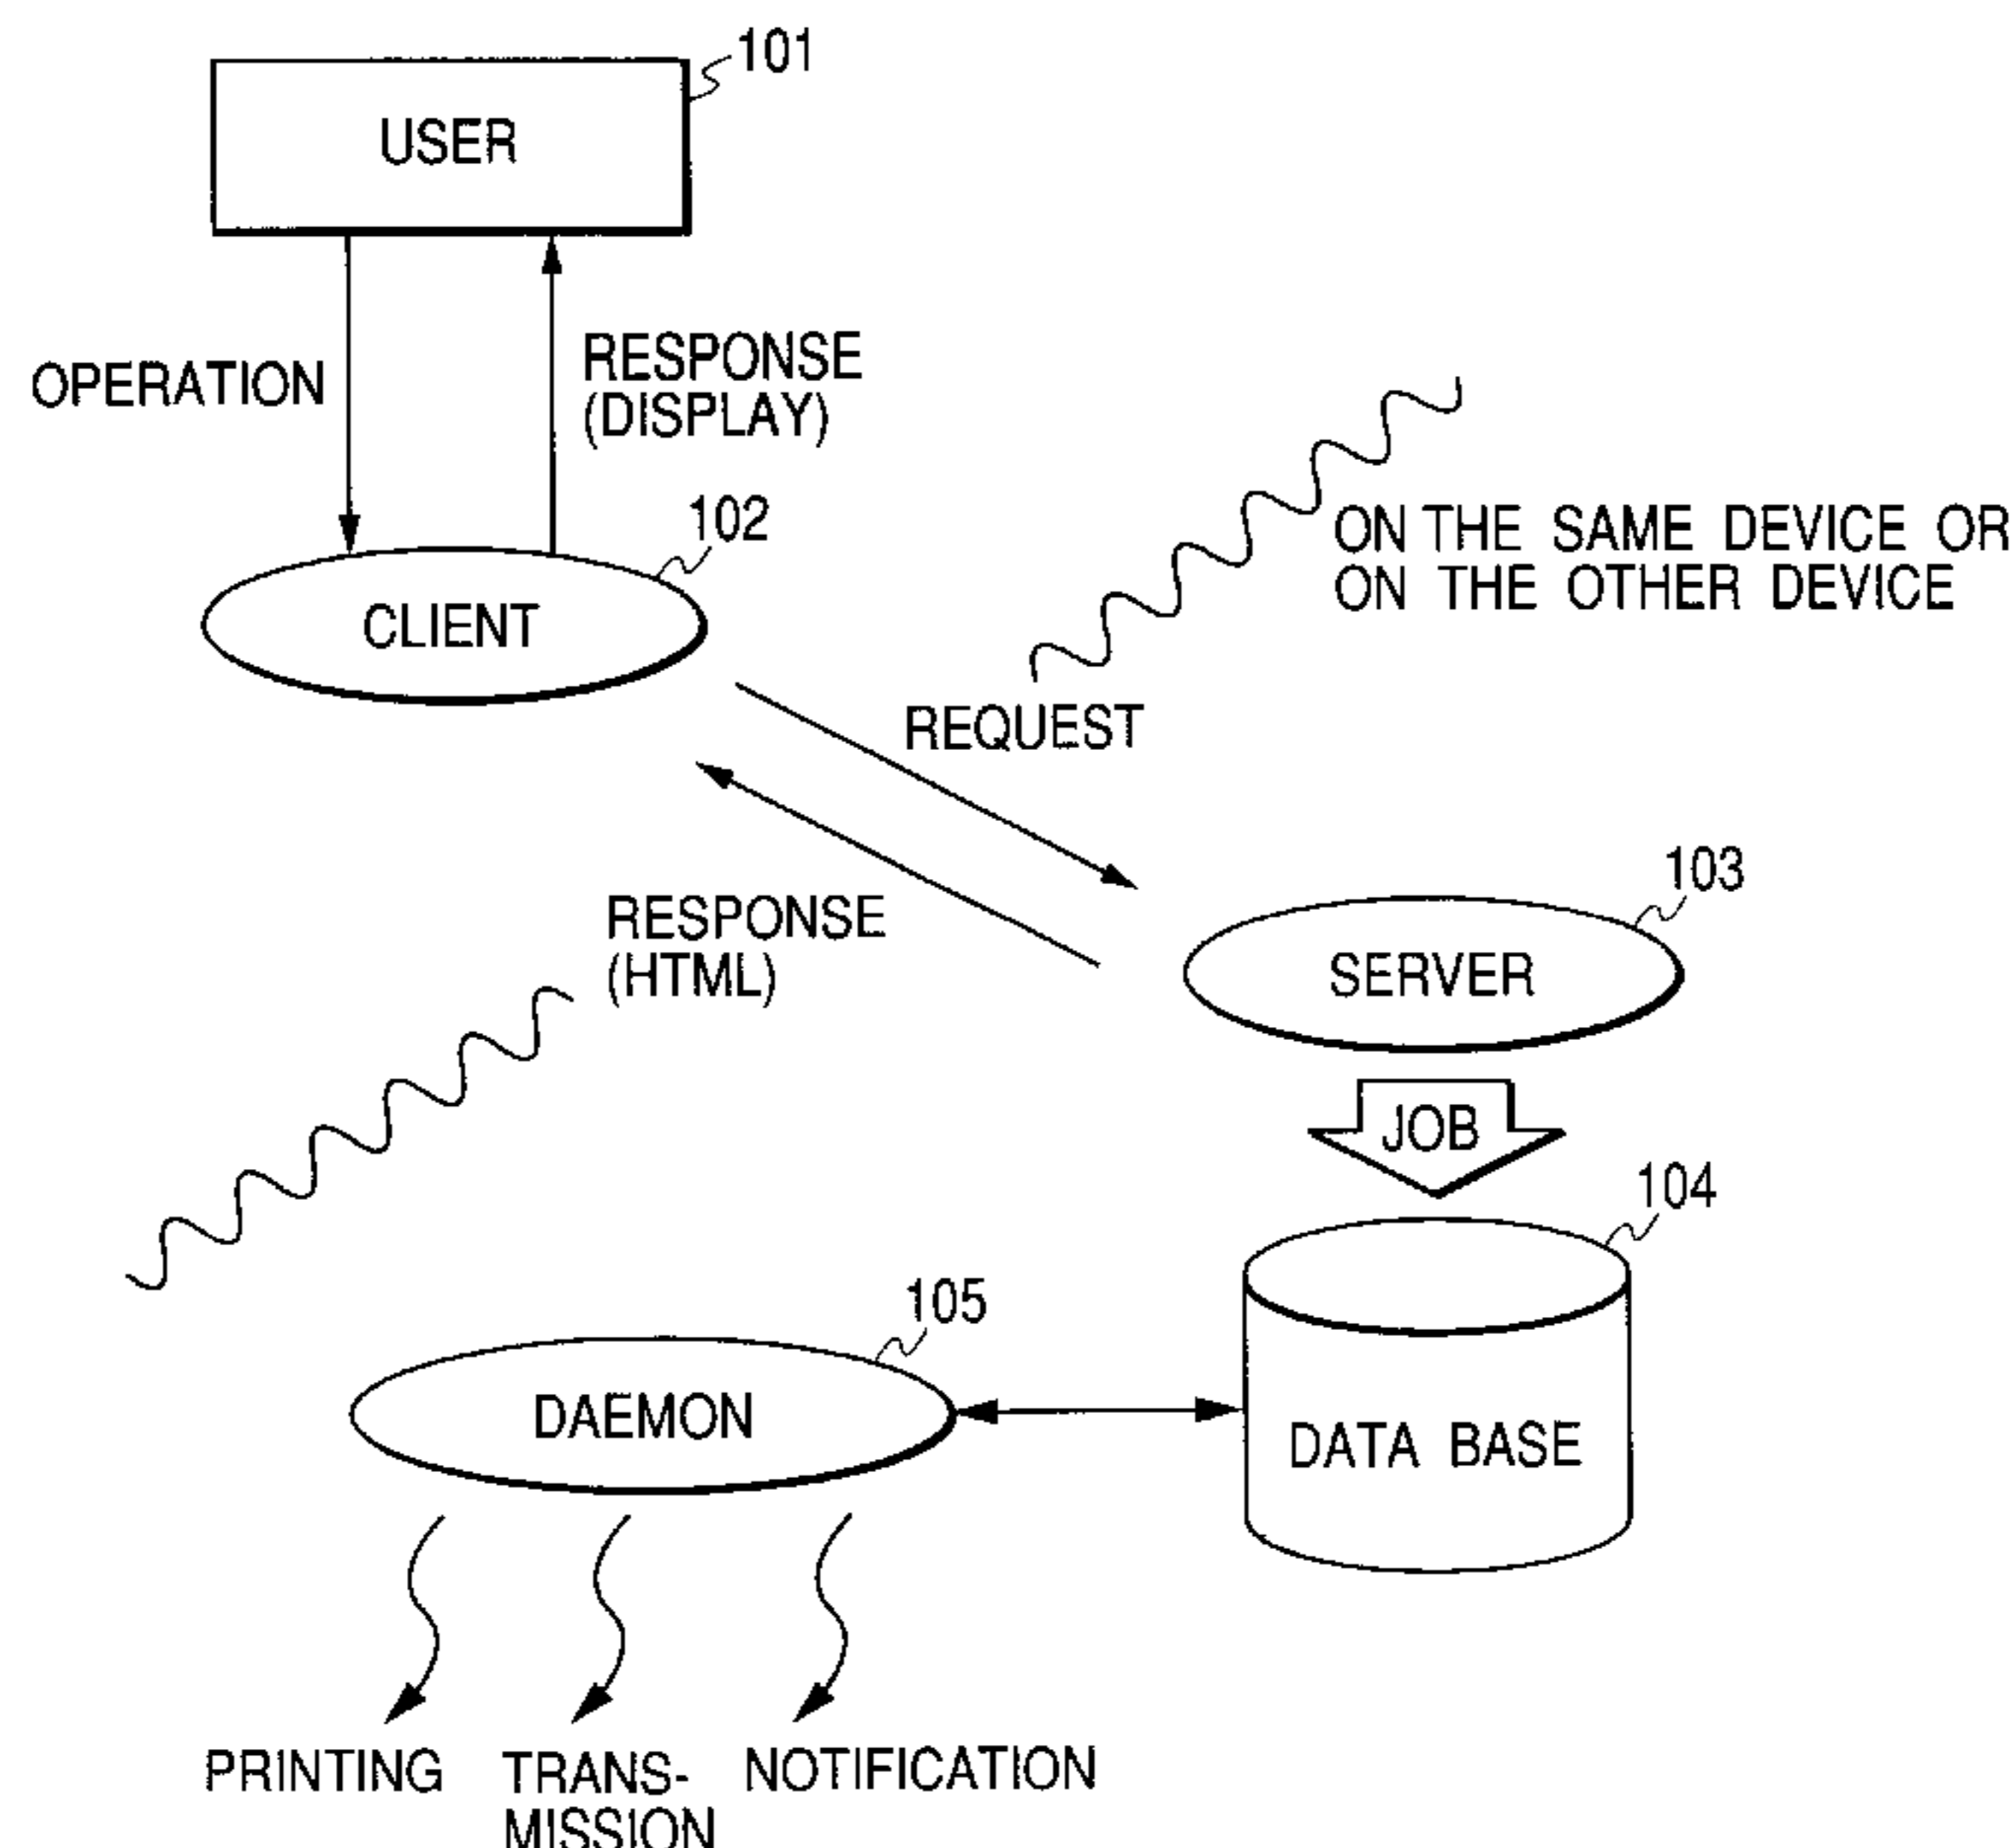 101
USER
OPERATION
RESPONSE
(DISPLAY)
102
CLIENT
ON THE SAME DEVICE OR
ON THE OTHER DEVICE
REQUEST
RESPONSE
(HTML)
103
SERVER
JOB
104
DATA BASE
105
DAEMON
PRINTING
TRANS-
MISSION
NOTIFICATION